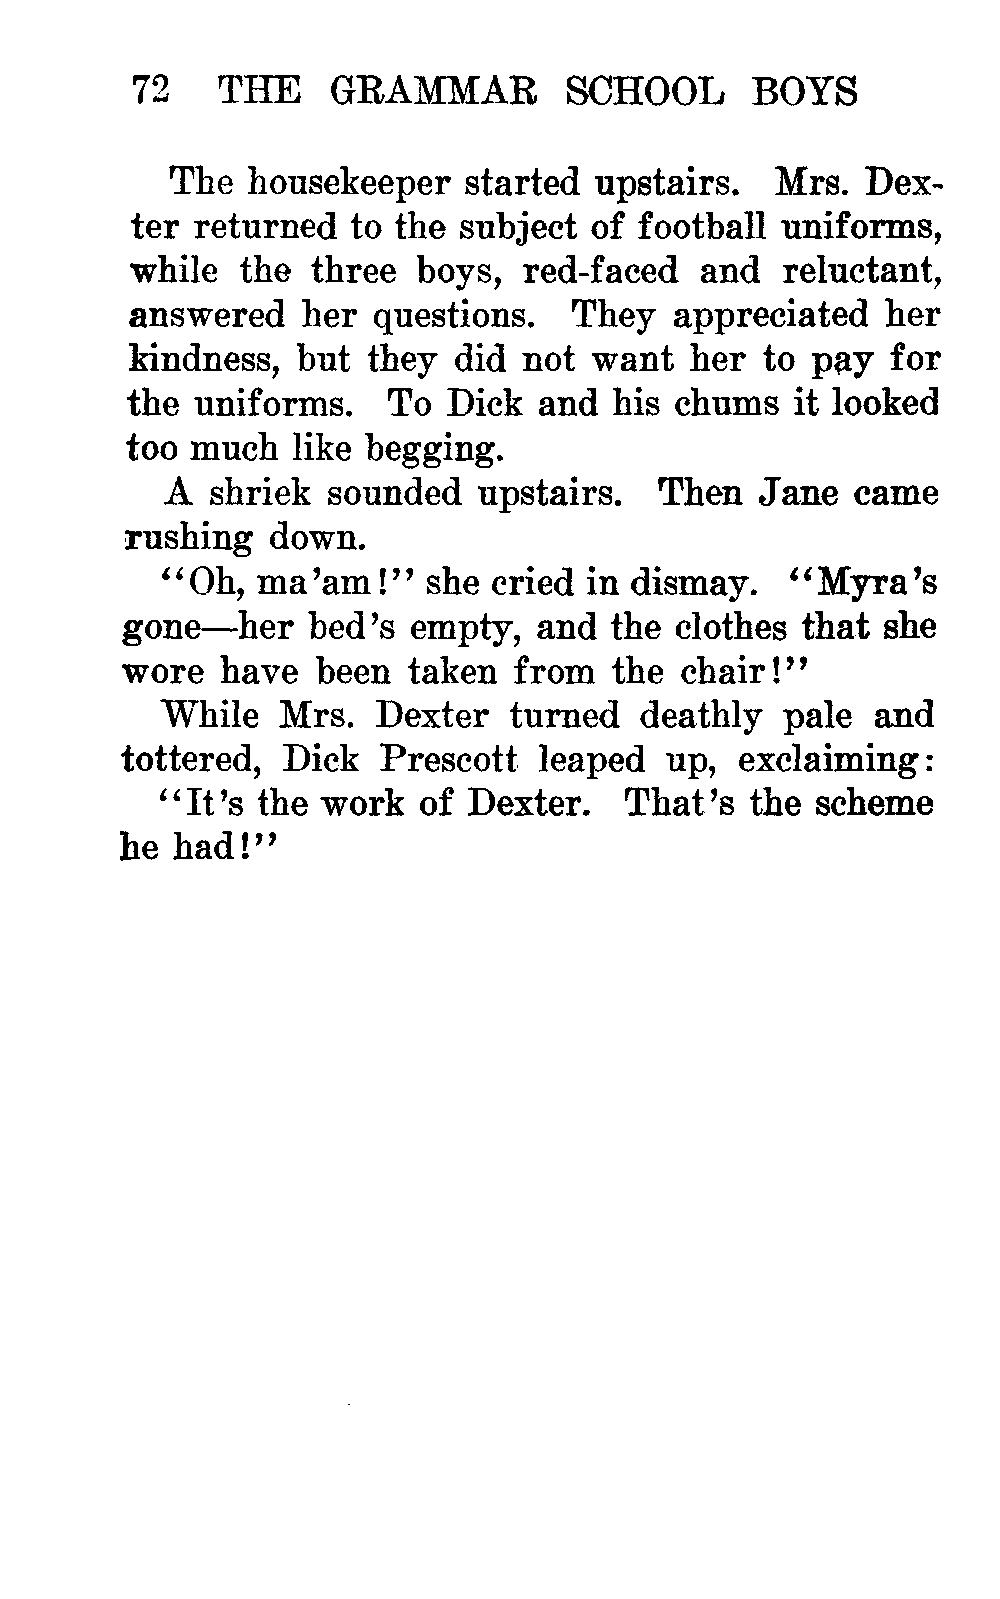 72 THE GRAMMAR SCHOOL BOYS
The housekeeper started upstairs. Mrs. Dex-
ter returned to the subject of football uniforms,
while the three boys, red-faced and reluctant,
answered her questions. They appreciated her
kindness, but they did not want her to pay for
the uniforms. To Dick and his chums it looked
too much like begging.
A shriek sounded upstairs. Then Jane came
rushing down.
“Oh, ma’am!” she cried in dismay. “Myra’s
gone—her bed’s empty, and the clothes that she
wore have been taken from the chair!”
While Mrs. Dexter turned deathly pale and
tottered, Dick Prescott leaped up, exclaiming:
“It’s the work of Dexter. That’s the scheme
he had!”